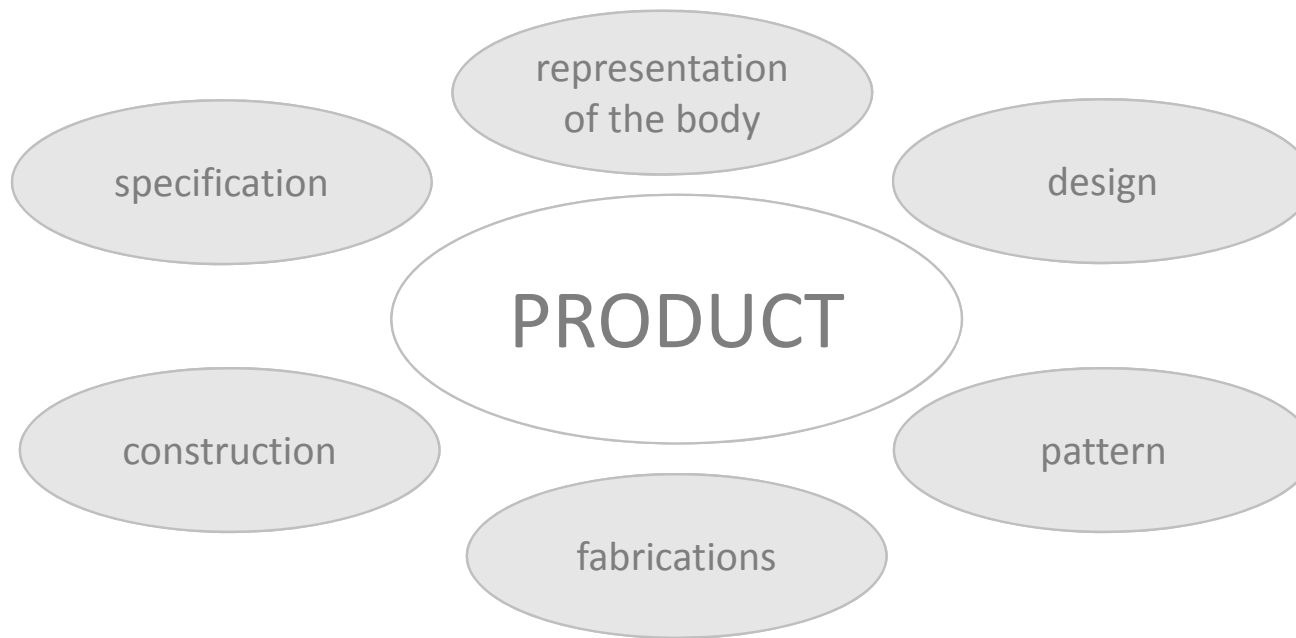 representation
of the body
specification
design
PRODUCT
construction
pattern
fabrications